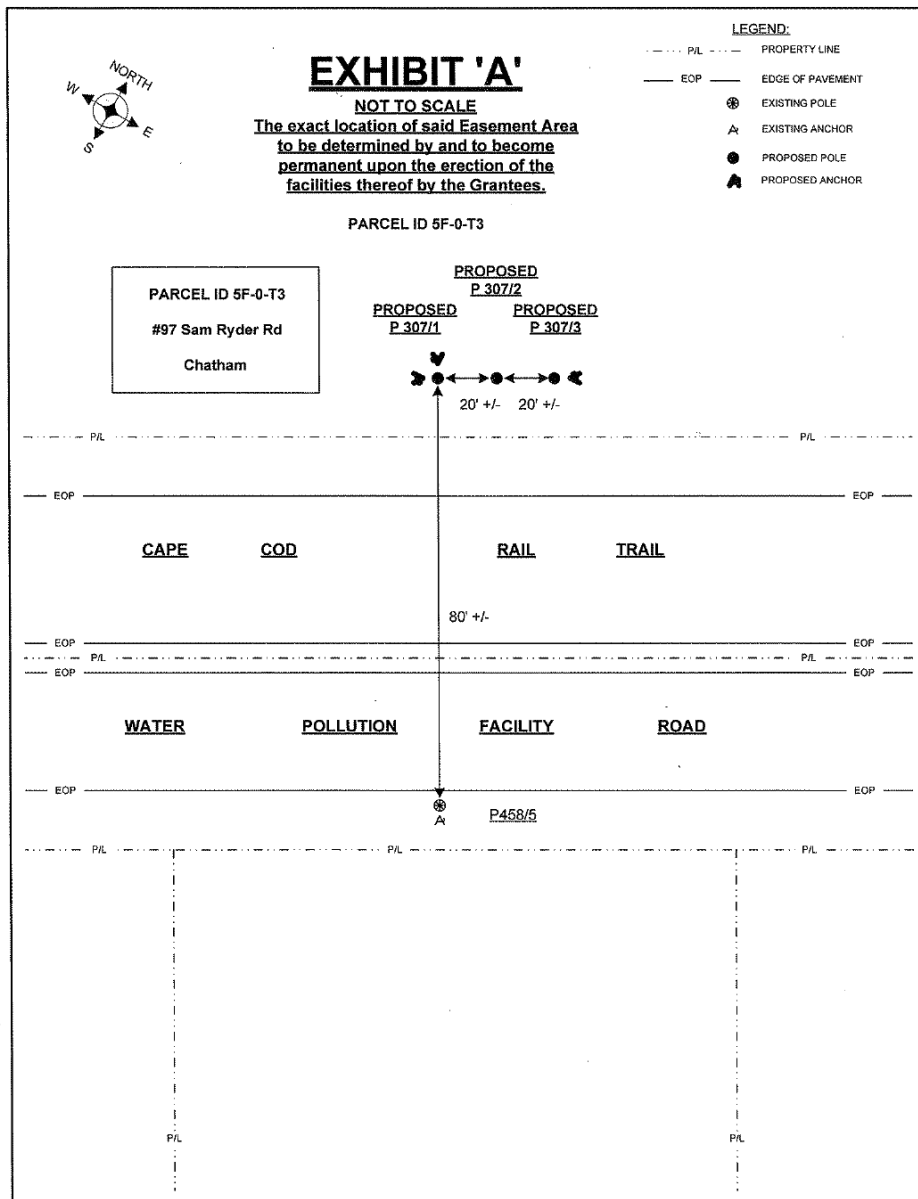 LEGEND:
P/L PROPERTY LINE
EOP EDGE OF PAVEMENT
EXISTING POLE
EXISTING ANCHOR
PROPOSED POLE
PROPOSED ANCHOR
NORTH
W
E
S
EXHIBIT 'A'
NOT TO SCALE
The exact location of said Easement Area
to be determined by and to become
permanent upon the erection of the
facilities thereof by the Grantees.
PARCEL ID 5F-0-T3
PARCEL ID 5F-0-T3
#97 Sam Ryder Rd
Chatham
PROPOSED
P 307/2
PROPOSED
P 307/1
PROPOSED
P 307/3
20' +/- 20' +/-
P/L P/L
EOP EOP
CAPE COD RAIL TRAIL
80' +/-
EOP EOP
P/L P/L
EOP EOP
WATER POLLUTION FACILITY ROAD
EOP EOP
P458/5
P/L P/L P/L
P/L P/L